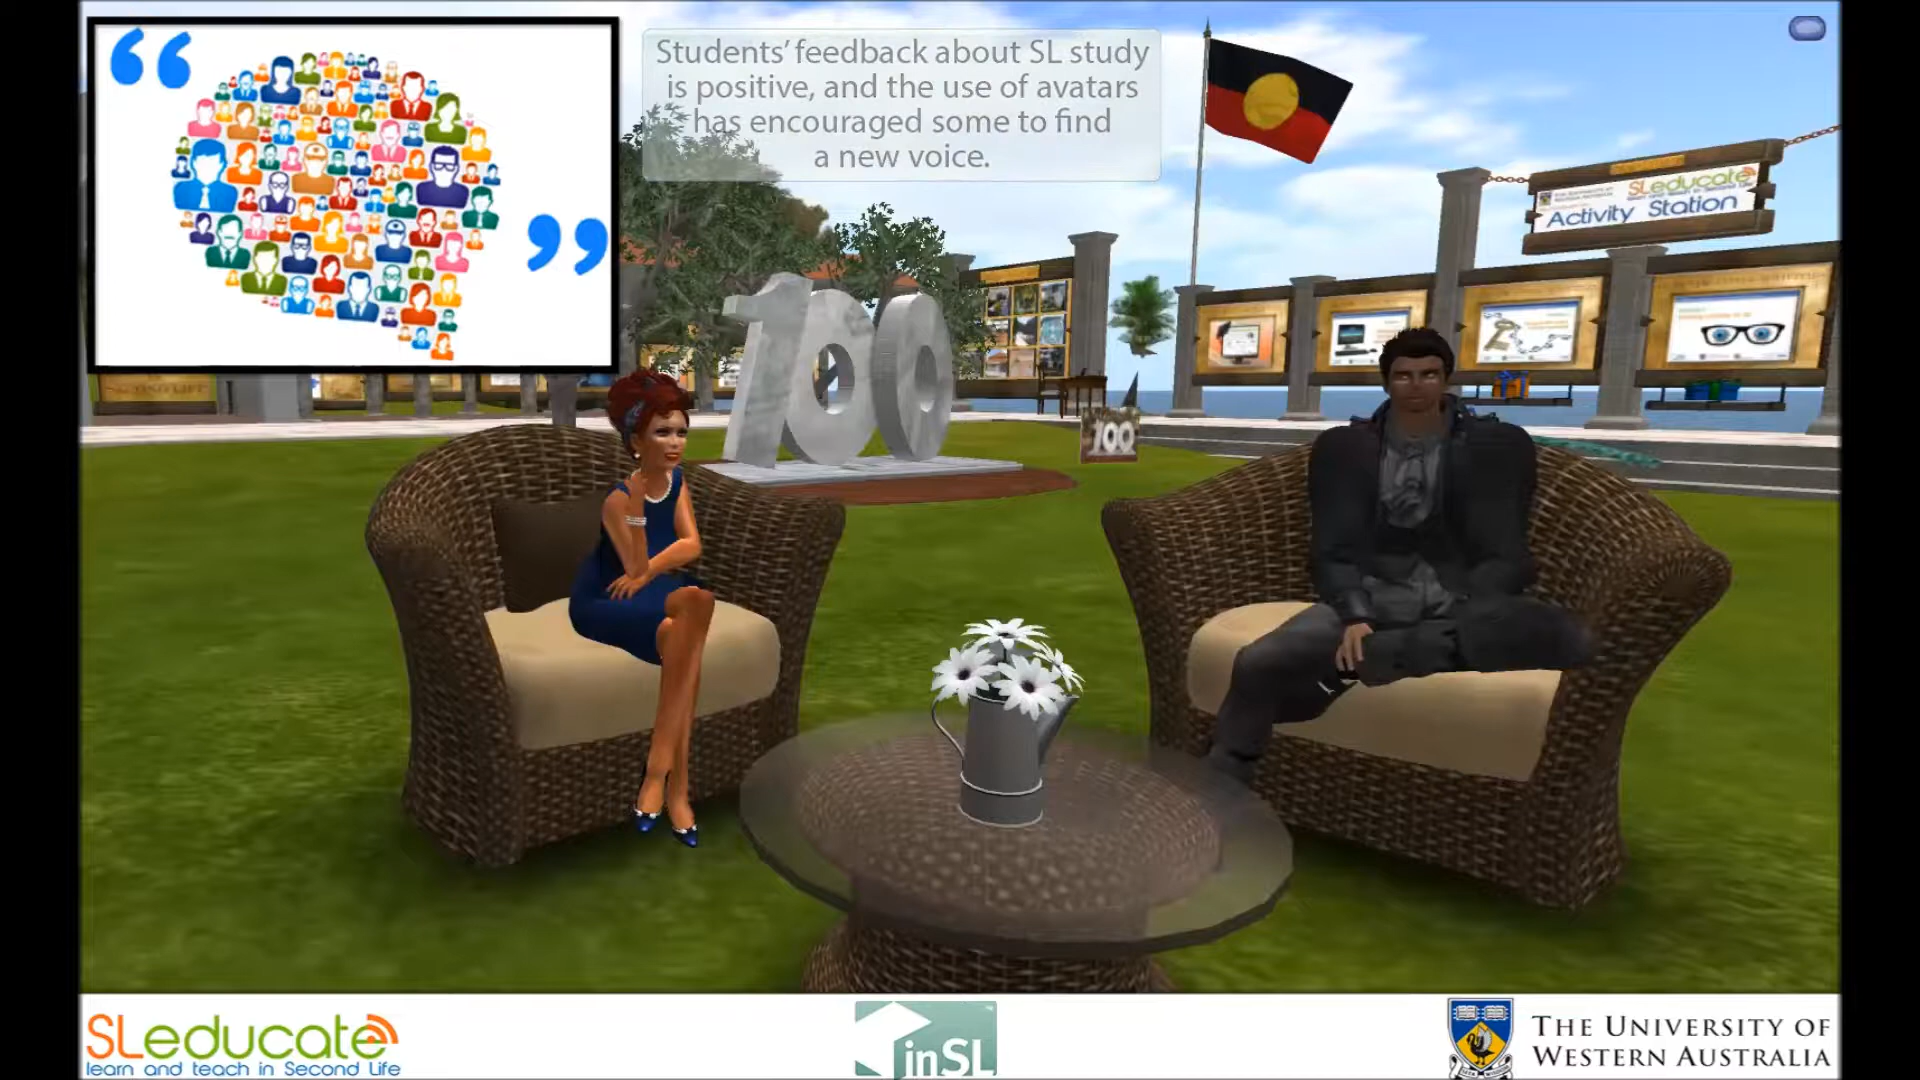 “
Students’ feedback about SL study
is positive, and the use of avatars
has encouraged some to find
a new voice.
”
SLeducate
Activity Station
100
100
SLeducate
learn and teach in Second Life
inSL
THE UNIVERSITY OF
WESTERN AUSTRALIA